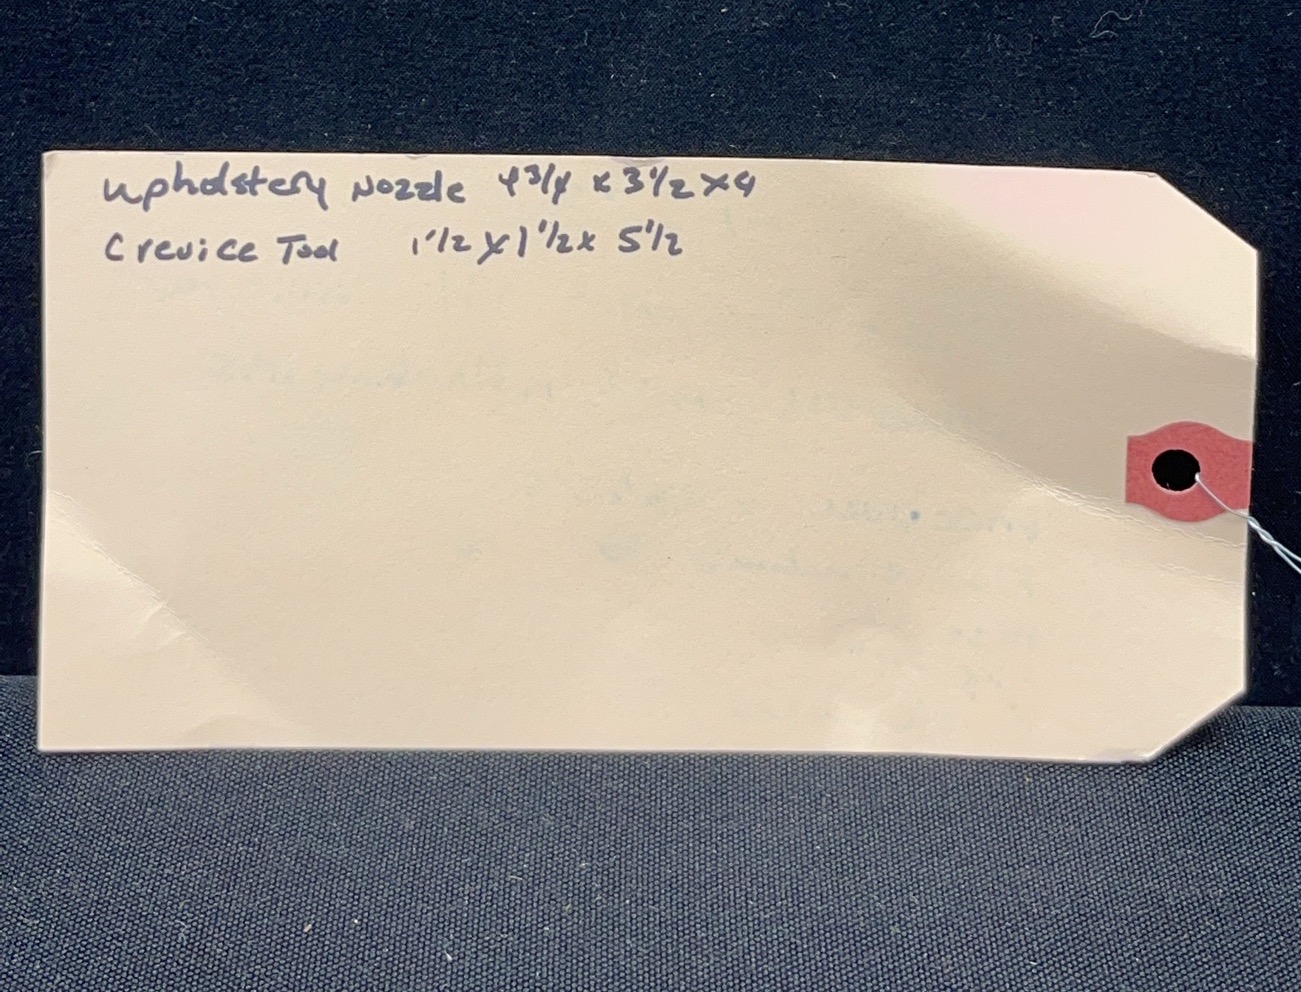 Upholstery Nozzle 4 3/4 x 3 1/2 x 4
Crevice Tool 1 1/2 x 1 1/2 x 5 1/2